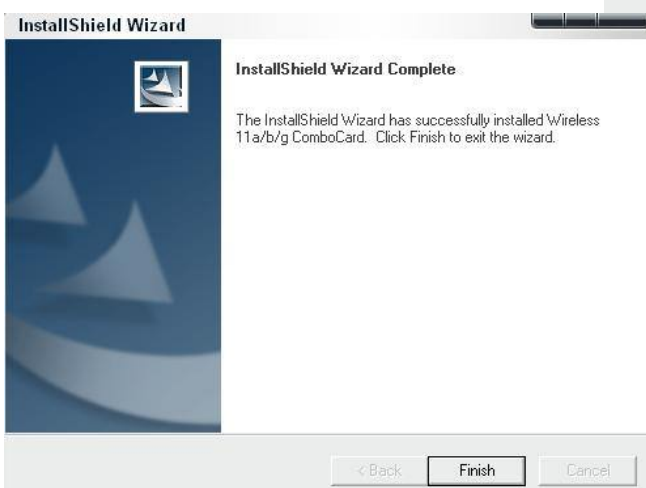 InstallShield Wizard
InstallShield Wizard Complete
The InstallShield Wizard has successfully installed Wireless
11a/b/g ComboCard. Click Finish to exit the wizard.
< Back
Finish
Cancel